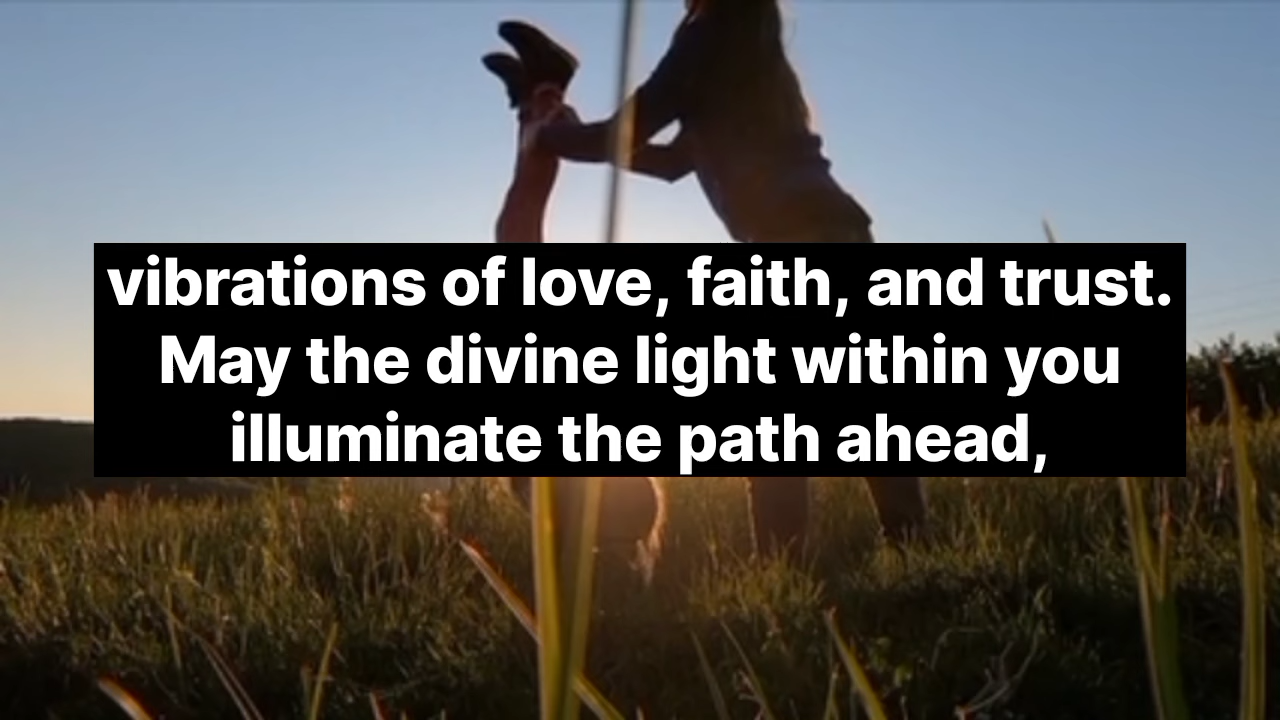 vibrations of love, faith, and trust.
May the divine light within you
illuminate the path ahead,